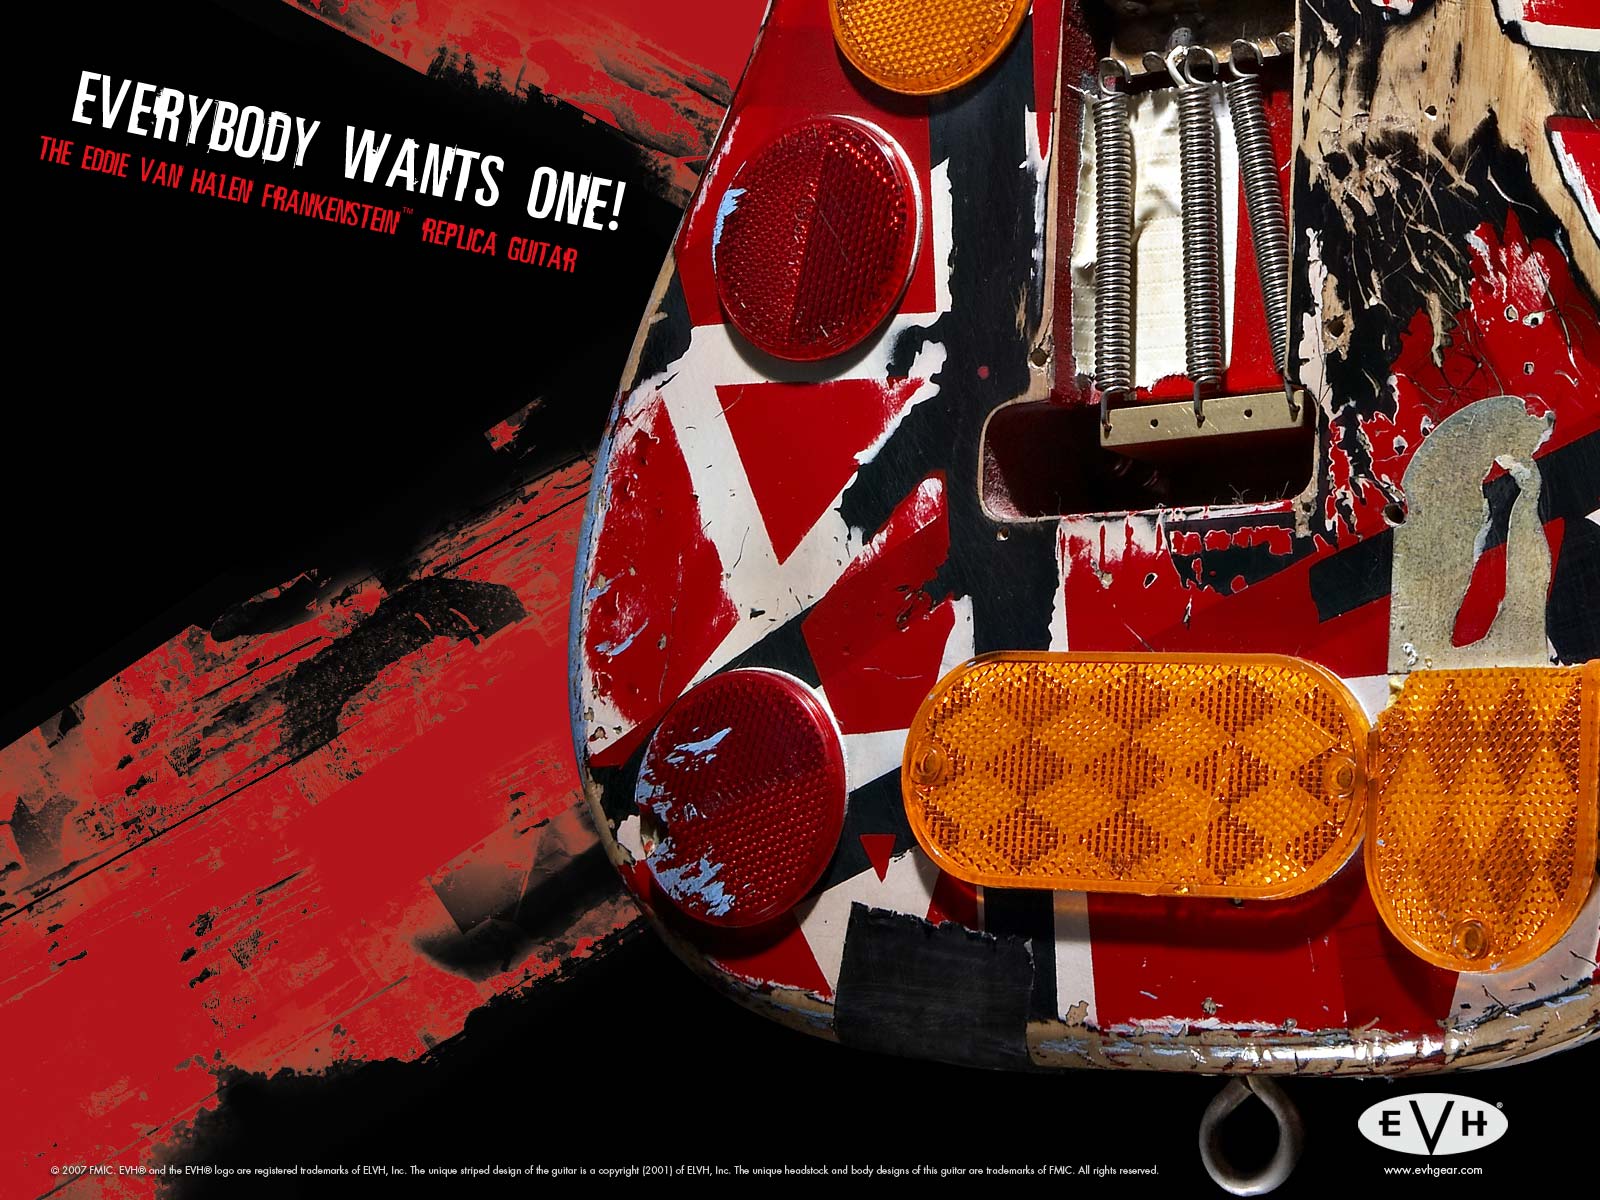 EVERYBODY WANTS ONE!
THE EDDIE VAN HALEN FRANKENSTEIN™ REPLICA GUITAR
EVH®
www.evhgear.com
© 2007 FMIC. EVH® and the EVH® logo are registered trademarks of ELVH, Inc. The unique striped design of the guitar is a copyright (2001) of ELVH, Inc. The unique headstock and body designs of this guitar are trademarks of FMIC. All rights reserved.